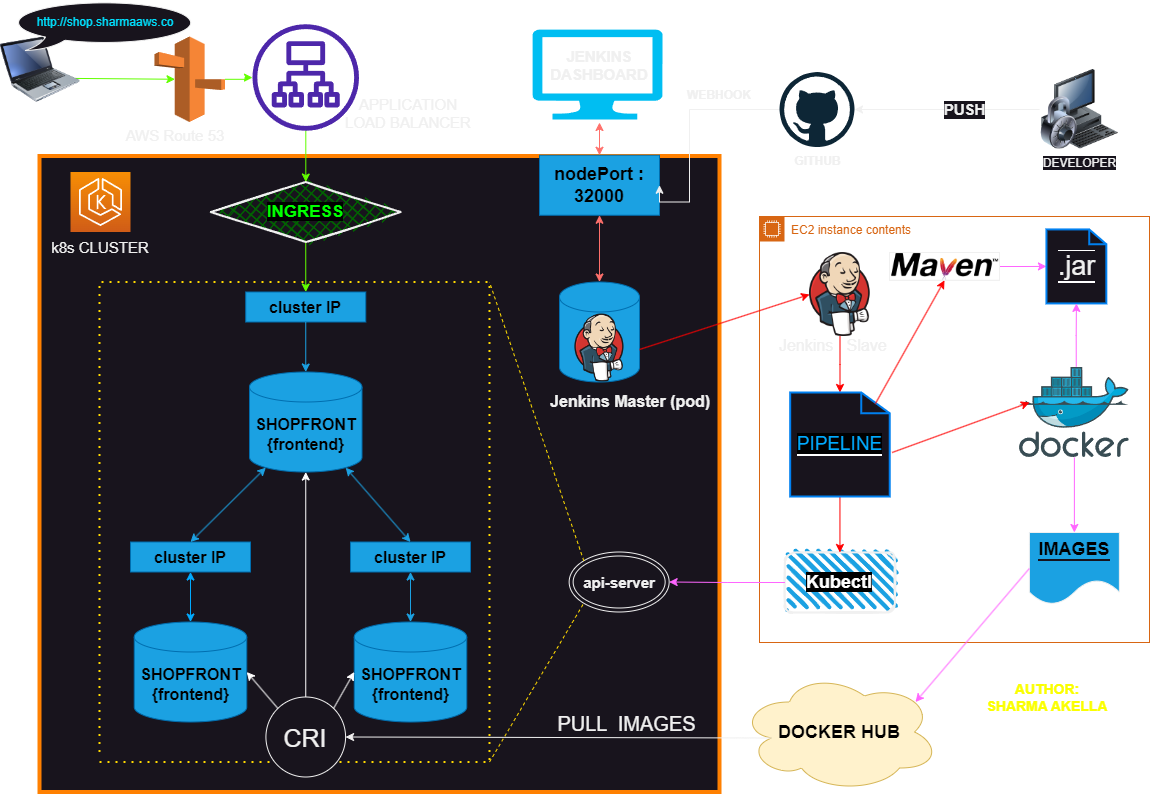 http://shop.sharmaaws.co
AWS Route 53
APPLICATION
LOAD BALANCER
JENKINS
DASHBOARD
WEBHOOK
GITHUB
PUSH
DEVELOPER
k8s CLUSTER
INGRESS
nodePort :
32000
EC2 instance contents
Maven™
.jar
Jenkins Slave
cluster IP
Jenkins Master (pod)
SHOPFRONT
{frontend}
PIPELINE
docker
cluster IP
cluster IP
api-server
Kubectl
IMAGES
SHOPFRONT
{frontend}
SHOPFRONT
{frontend}
CRI
PULL IMAGES
DOCKER HUB
AUTHOR:
SHARMA AKELLA
K